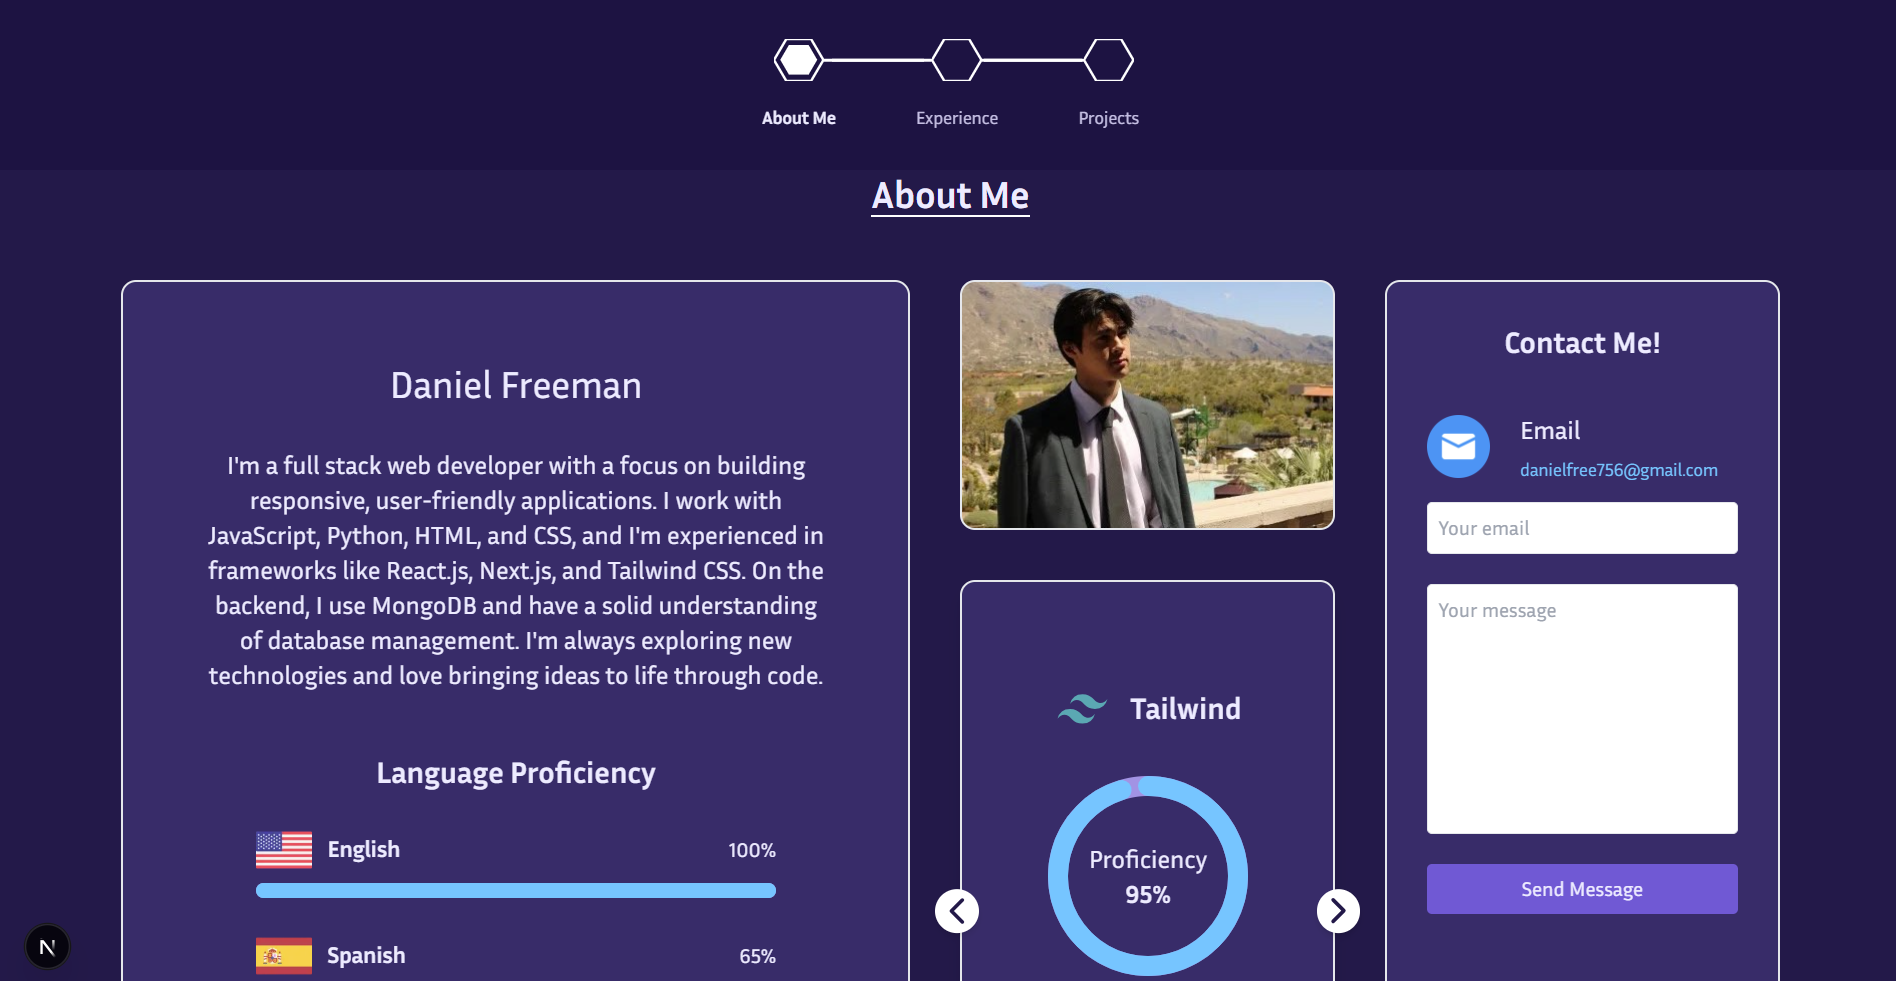 About Me
Experience
Projects
About Me
Daniel Freeman
I'm a full stack web developer with a focus on building
responsive, user-friendly applications. I work with
JavaScript, Python, HTML, and CSS, and I'm experienced in
frameworks like React.js, Next.js, and Tailwind CSS. On the
backend, I use MongoDB and have a solid understanding
of database management. I'm always exploring new
technologies and love bringing ideas to life through code.
Language Proficiency
English
100%
Spanish
65%
Tailwind
Proficiency
95%
Contact Me!
Email
danielfree756@gmail.com
Your email
Your message
Send Message
N